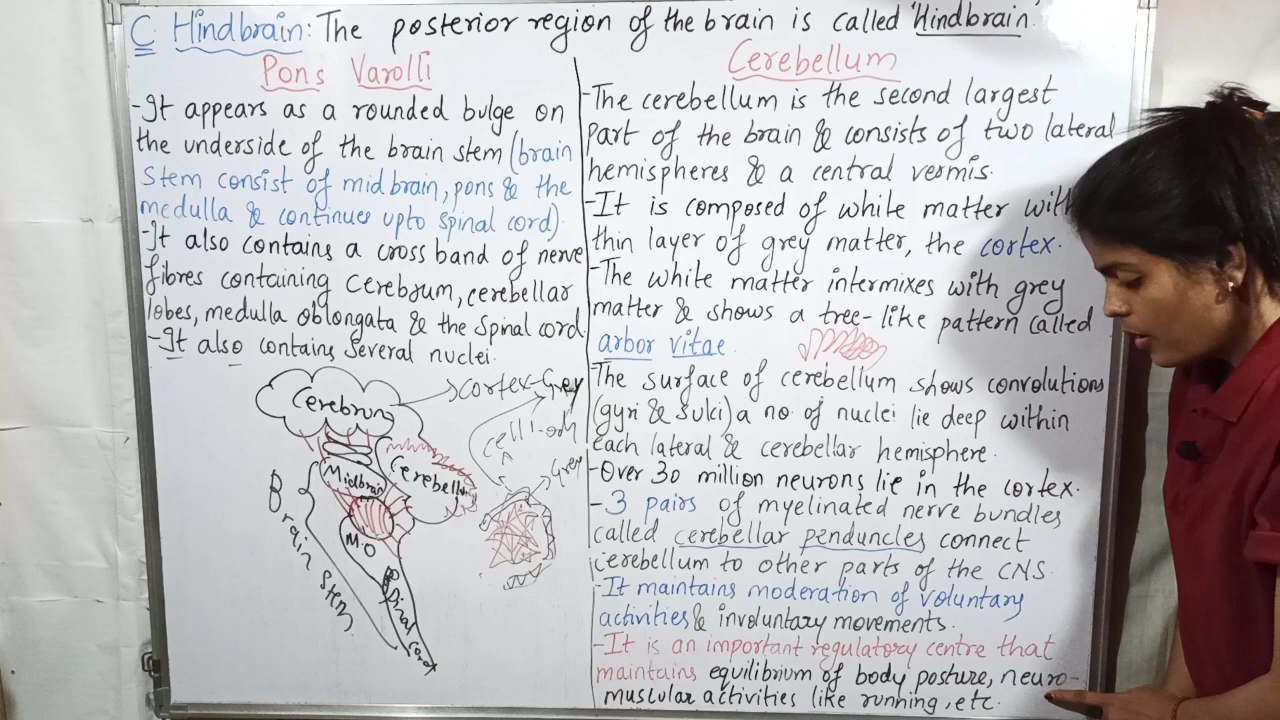 C. Hindbrain: The posterior region of the brain is called 'Hindbrain'.
Pons Varolli
-It appears as a rounded bulge on
the underside of the brain stem (brain
stem consist of midbrain, pons & the
medulla & continues upto spinal cord).
-It also contains a cross band of nerve
fibres containing cerebrum, cerebellar
lobes, medulla oblongata & the spinal cord
-It also contains several nuclei.
Cerebrum
cortex-Grey
Cerebellum
Midbrain
M.O
Spinal cord
Brain stem
Grey
Cerebellum
-The cerebellum is the second largest
part of the brain & consists of two lateral
hemispheres & a central vermis.
-It is composed of white matter with
thin layer of grey matter, the cortex.
-The white matter intermixes with grey
matter & shows a tree-like pattern called
arbor vitae.
The surface of cerebellum shows convolutions
(gyri & Sulki) a no. of nuclei lie deep within
each lateral & cerebellar hemisphere.
-Over 30 million neurons lie in the cortex.
-3 pairs of myelinated nerve bundles
called cerebellar penduncles connect
cerebellum to other parts of the CNS.
-It maintains moderation of voluntary
activities & involuntary movements.
-It is an important regulatory centre that
maintains equilibrium of body posture, neuro-
muscular activities like running, etc.